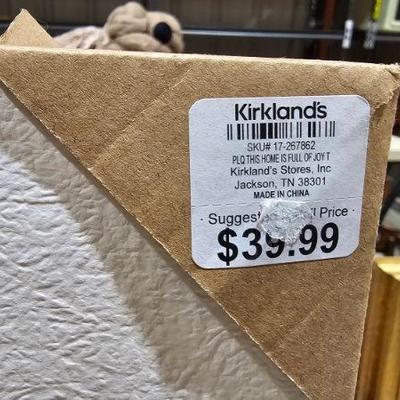 Kirkland's
SKU# 17-267862
PLQ THIS HOME IS FULL OF JOY T
Kirkland's Stores, Inc
Jackson, TN 38301
MADE IN CHINA
· Price ·
$39.99